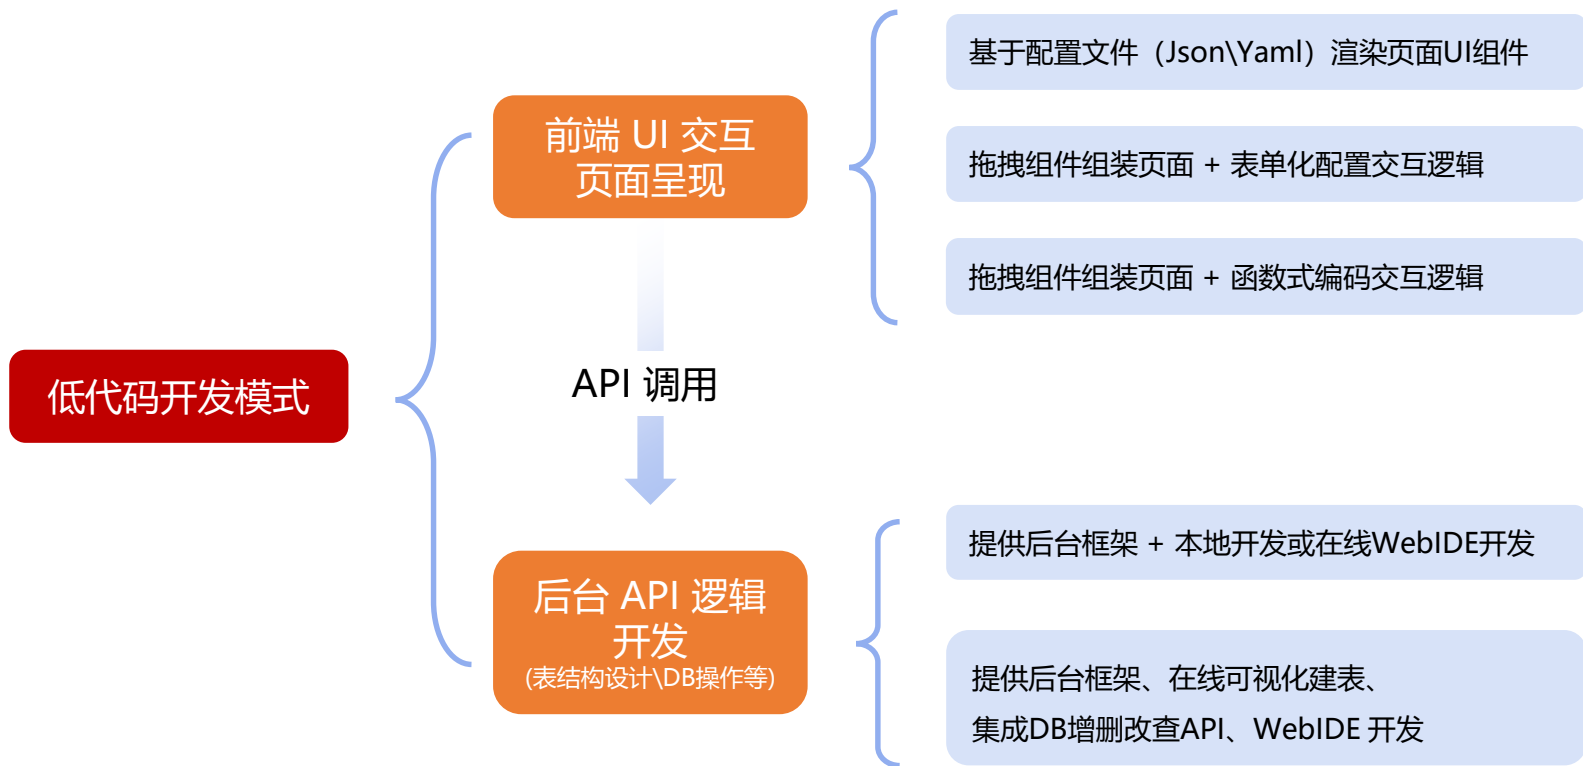 低代码开发模式
前端 UI 交互
页面呈现
API 调用
后台 API 逻辑
开发
(表结构设计\DB操作等)
基于配置文件（Json\Yaml）渲染页面UI组件
拖拽组件组装页面 + 表单化配置交互逻辑
拖拽组件组装页面 + 函数式编码交互逻辑
提供后台框架 + 本地开发或在线WebIDE开发
提供后台框架、在线可视化建表、
集成DB增删改查API、WebIDE 开发